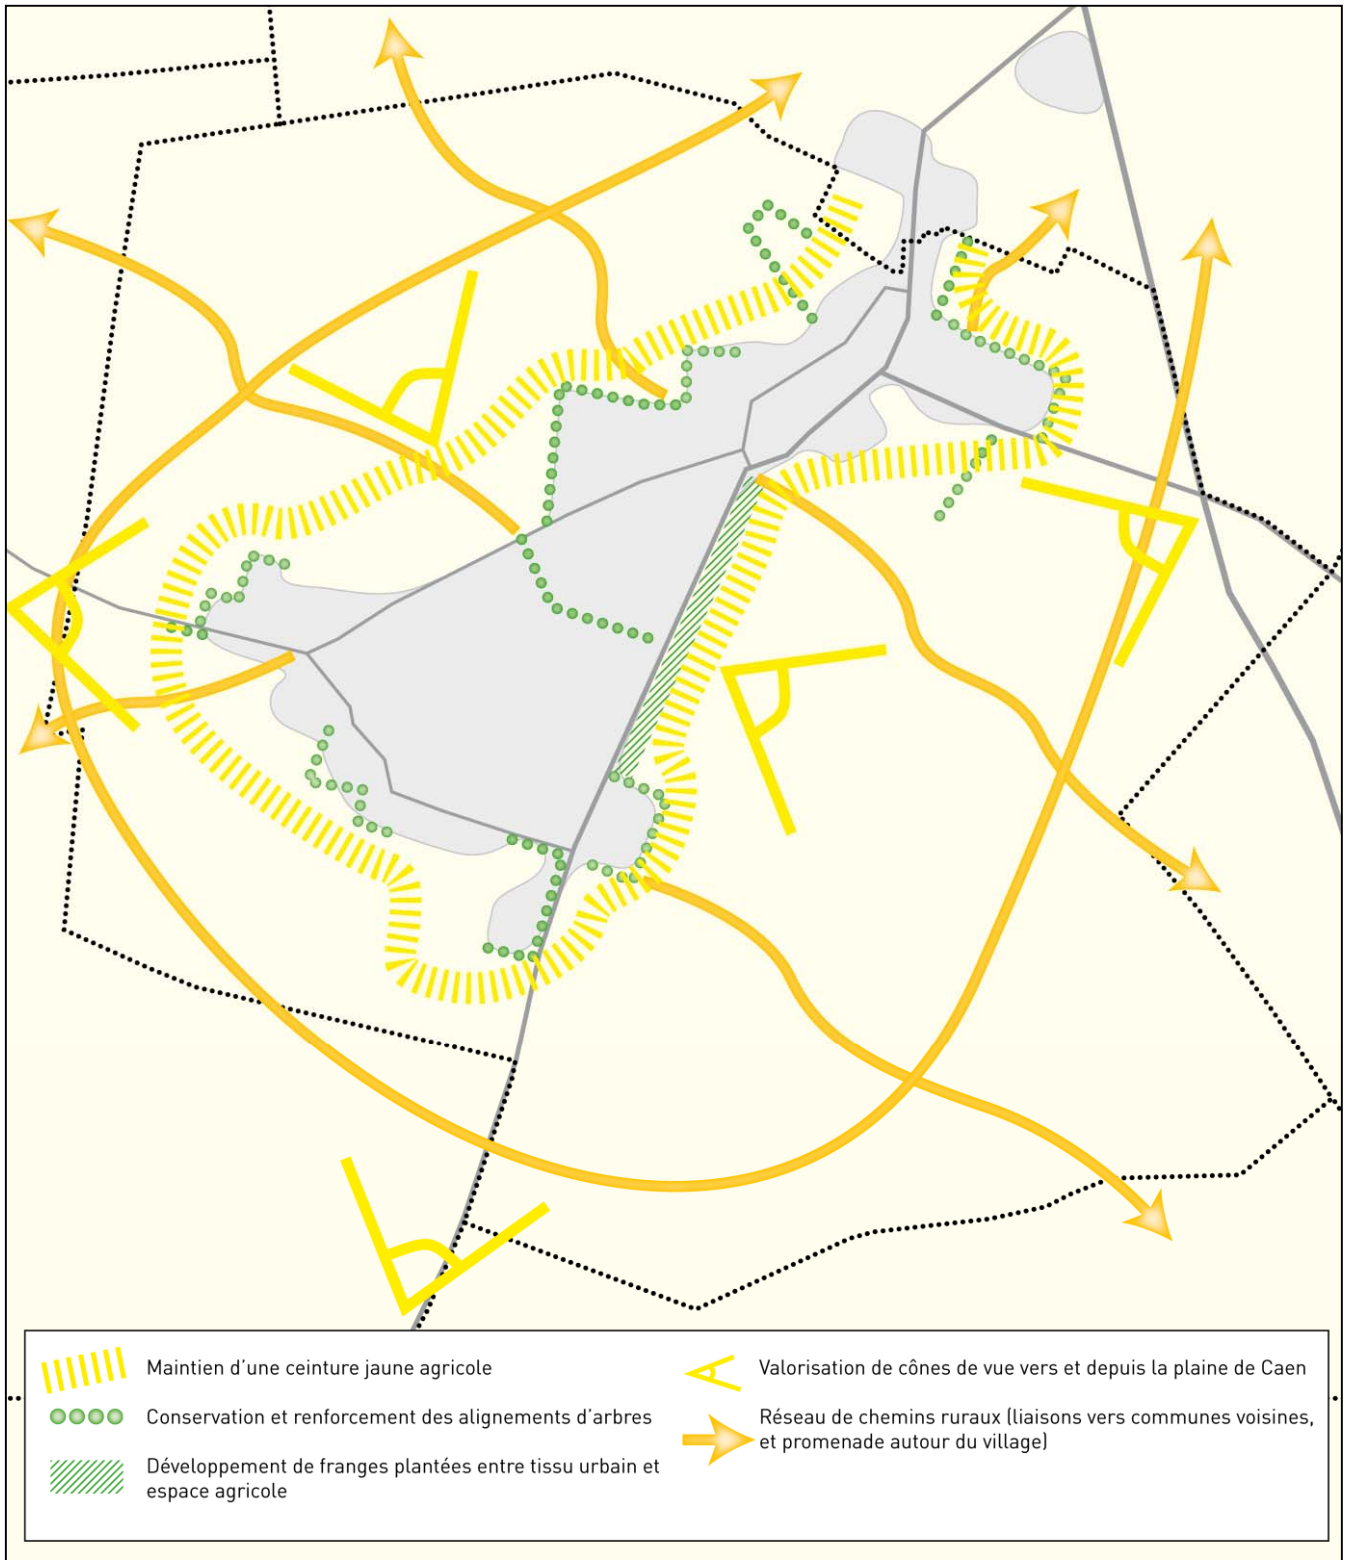 Maintien d'une ceinture jaune agricole
Conservation et renforcement des alignements d'arbres
Développement de franges plantées entre tissu urbain et
espace agricole
Valorisation de cônes de vue vers et depuis la plaine de Caen
Réseau de chemins ruraux (liaisons vers communes voisines,
et promenade autour du village)